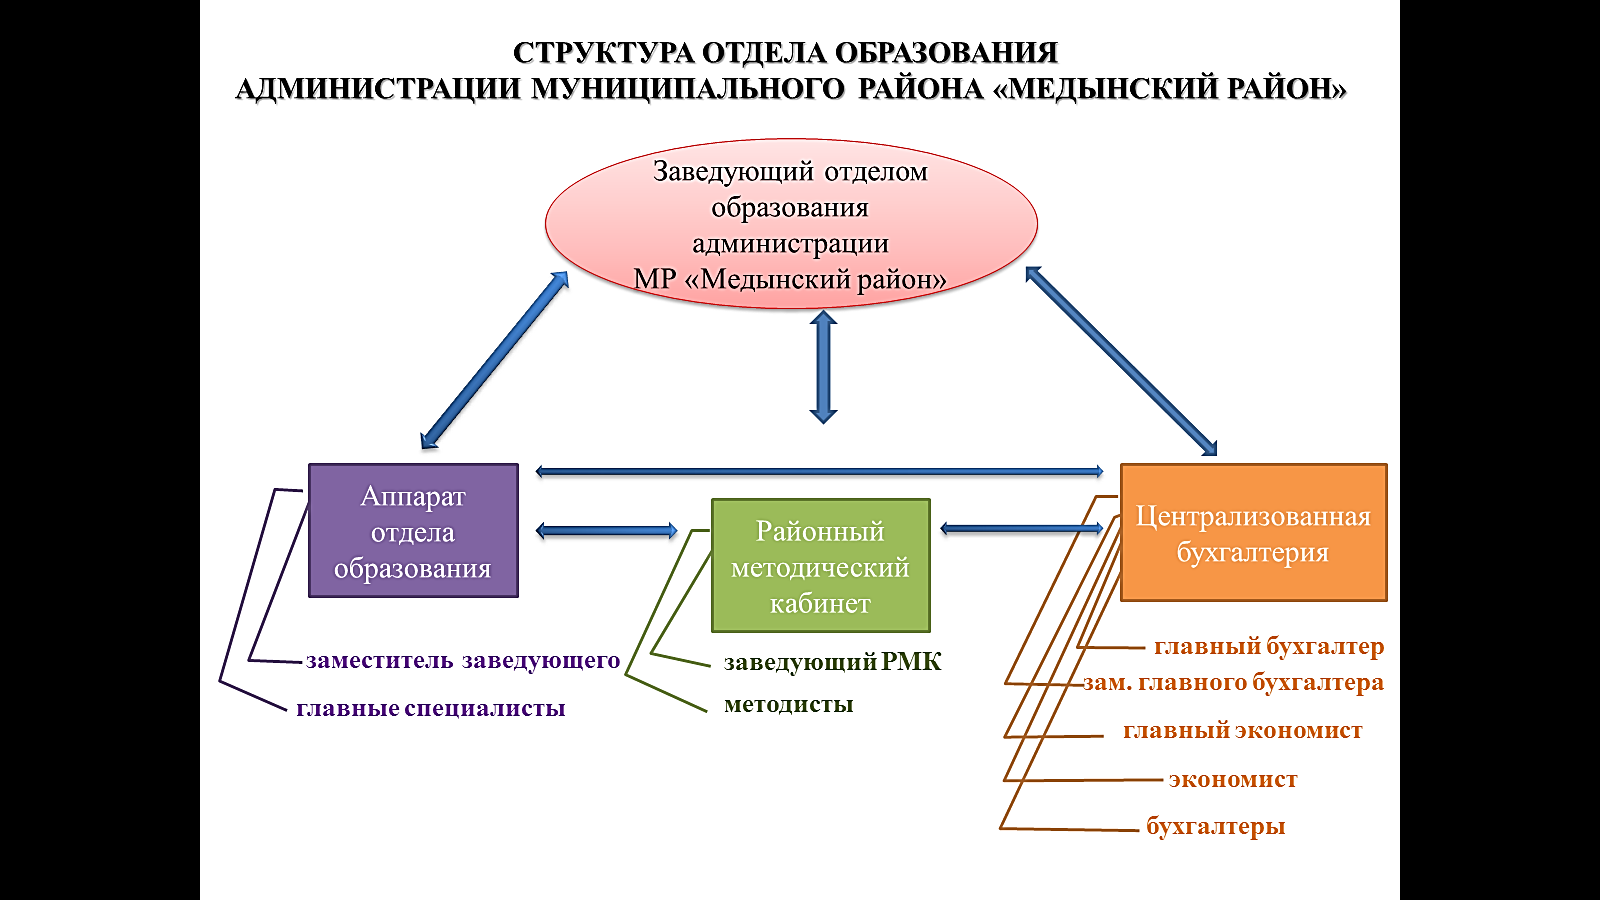 СТРУКТУРА ОТДЕЛА ОБРАЗОВАНИЯ
АДМИНИСТРАЦИИ МУНИЦИПАЛЬНОГО РАЙОНА «МЕДЫНСКИЙ РАЙОН»
Заведующий отделом
образования
администрации
МР «Медынский район»
Аппарат
отдела
образования
заместитель заведующего
главные специалисты
Районный
методический
кабинет
заведующий РМК
методисты
Централизованная
бухгалтерия
главный бухгалтер
зам. главного бухгалтера
главный экономист
экономист
бухгалтеры